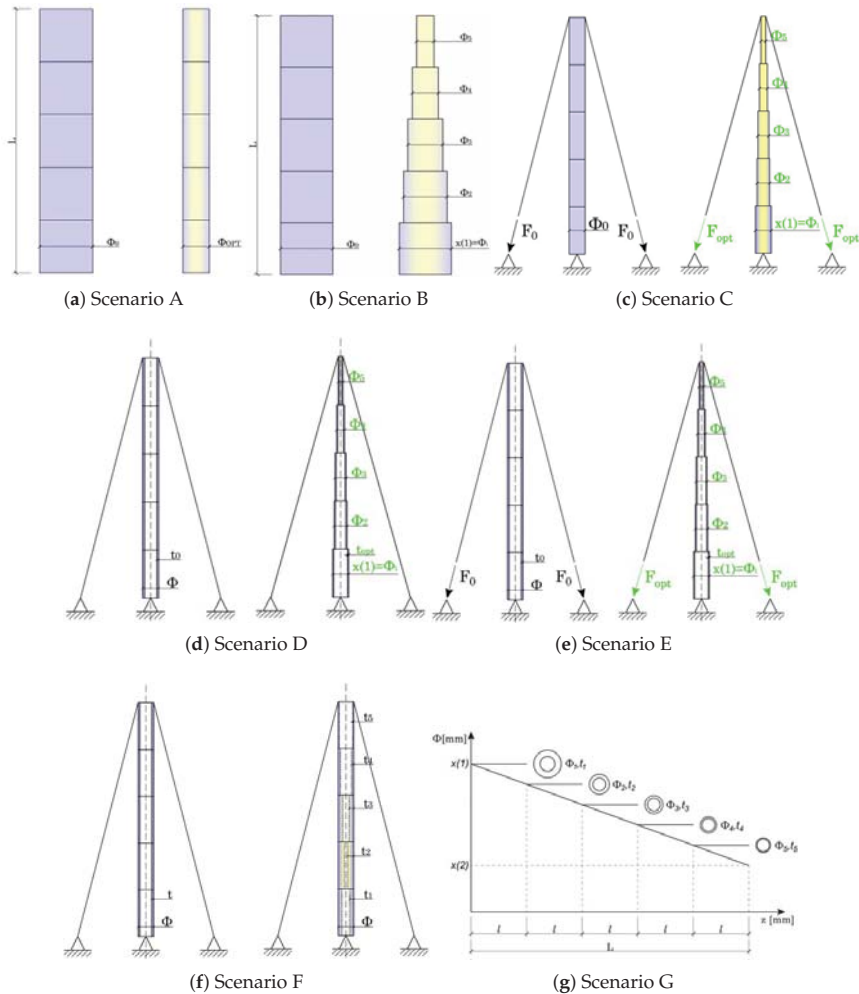 L
Φ0
ΦOPT
(a) Scenario A
L
Φ0
Φ5
Φ4
Φ3
Φ2
x(1)=Φ1
(b) Scenario B
F0
Φ0
F0
Φ5
Φ4
Φ3
Φ2
x(1)=Φ1
Fopt
Fopt
(c) Scenario C
t0
Φ
Φ5
Φ3
Φ2
topt
x(1)=Φ1
(d) Scenario D
t0
F0
Φ
F0
Φ5
Φ2
topt
x(1)=Φ1
Fopt
Fopt
(e) Scenario E
t
Φ
t5
t4
t3
t2
t1
Φ
(f) Scenario F
Φ[mm]
x(1)
Φ1,t1
Φ2,t2
Φ3,t3
Φ4,t4
Φ5,t5
x(2)
z [mm]
l l l l l
L
(g) Scenario G